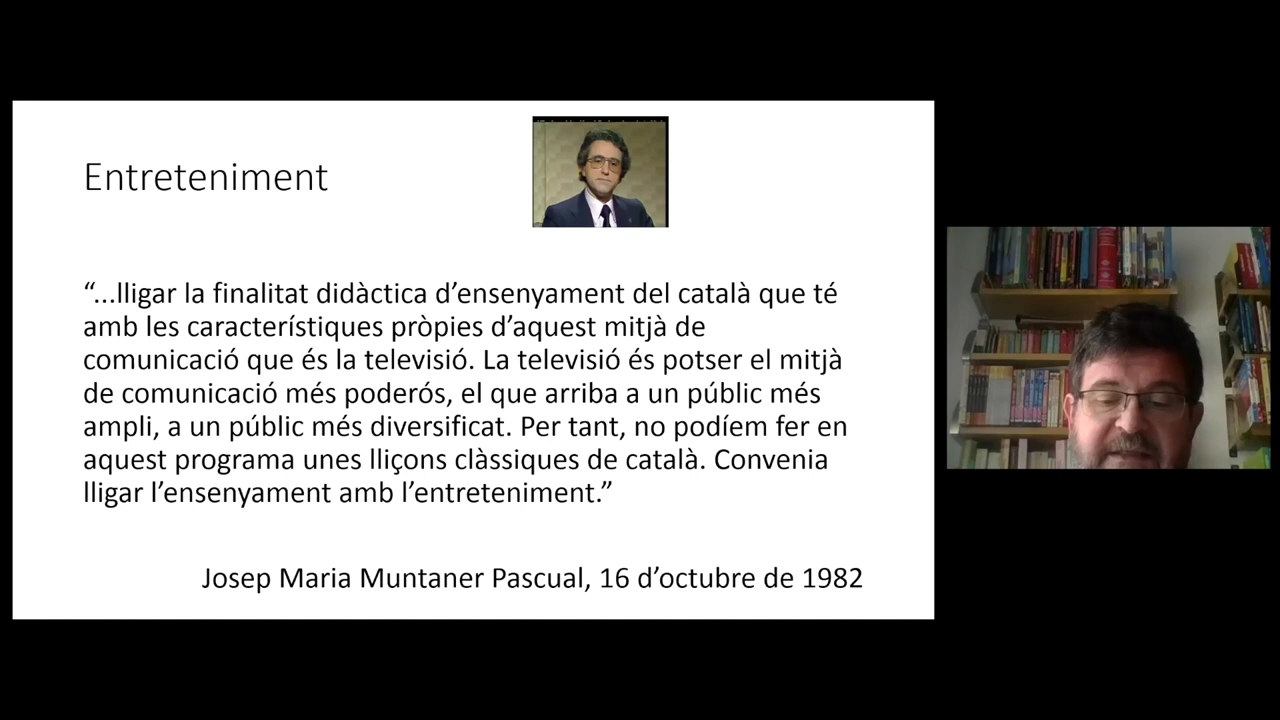 Entreteniment
“...lligar la finalitat didàctica d’ensenyament del català que té
amb les característiques pròpies d’aquest mitjà de
comunicació que és la televisió. La televisió és potser el mitjà
de comunicació més poderós, el que arriba a un públic més
ampli, a un públic més diversificat. Per tant, no podíem fer en
aquest programa unes lliçons clàssiques de català. Convenia
lligar l’ensenyament amb l’entreteniment.”
Josep Maria Muntaner Pascual, 16 d’octubre de 1982